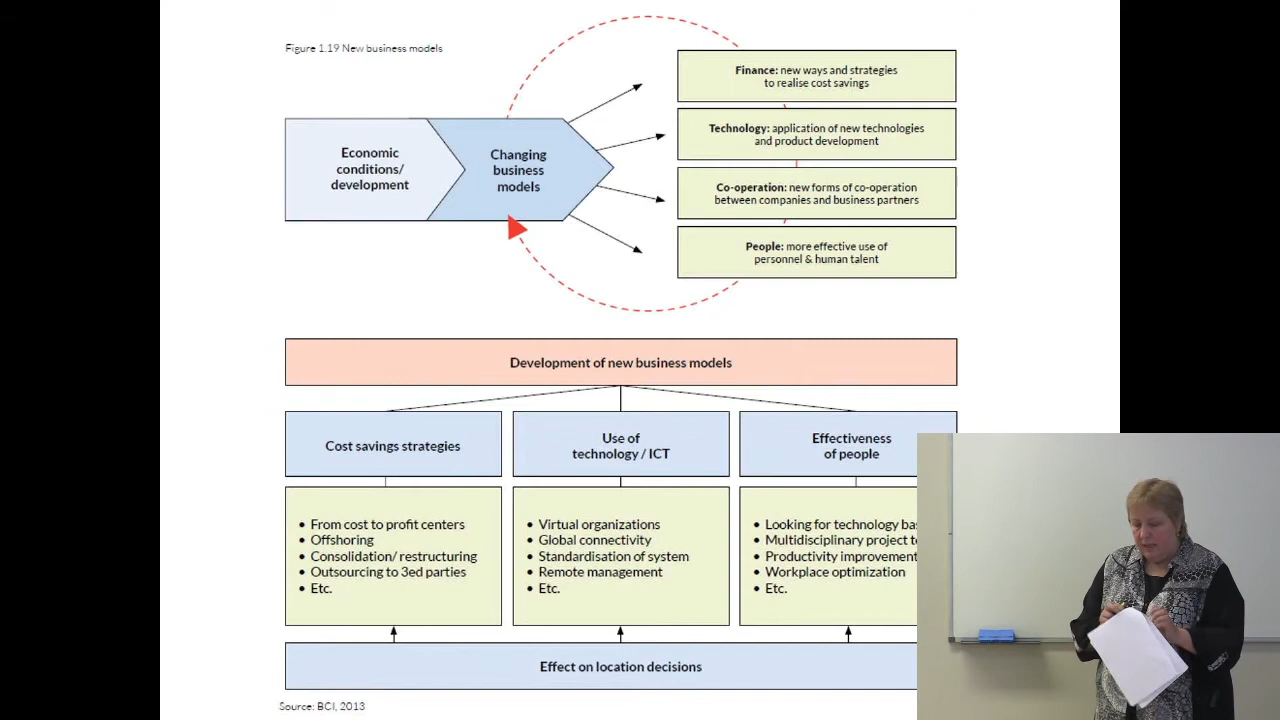 Figure 1.19 New business models
Economic
conditions/
development
Changing
business
models
Finance: new ways and strategies
to realise cost savings
Technology: application of new technologies
and product development
Co-operation: new forms of co-operation
between companies and business partners
People: more effective use of
personnel & human talent
Development of new business models
Cost savings strategies
Use of
technology / ICT
Effectiveness
of people
• From cost to profit centers
• Offshoring
• Consolidation/ restructuring
• Outsourcing to 3ed parties
• Etc.
• Virtual organizations
• Global connectivity
• Standardisation of system
• Remote management
• Etc.
• Looking for technology
• Multidisciplinary project
• Productivity improvement
• Workplace optimization
• Etc.
Effect on location decisions
Source: BCI, 2013